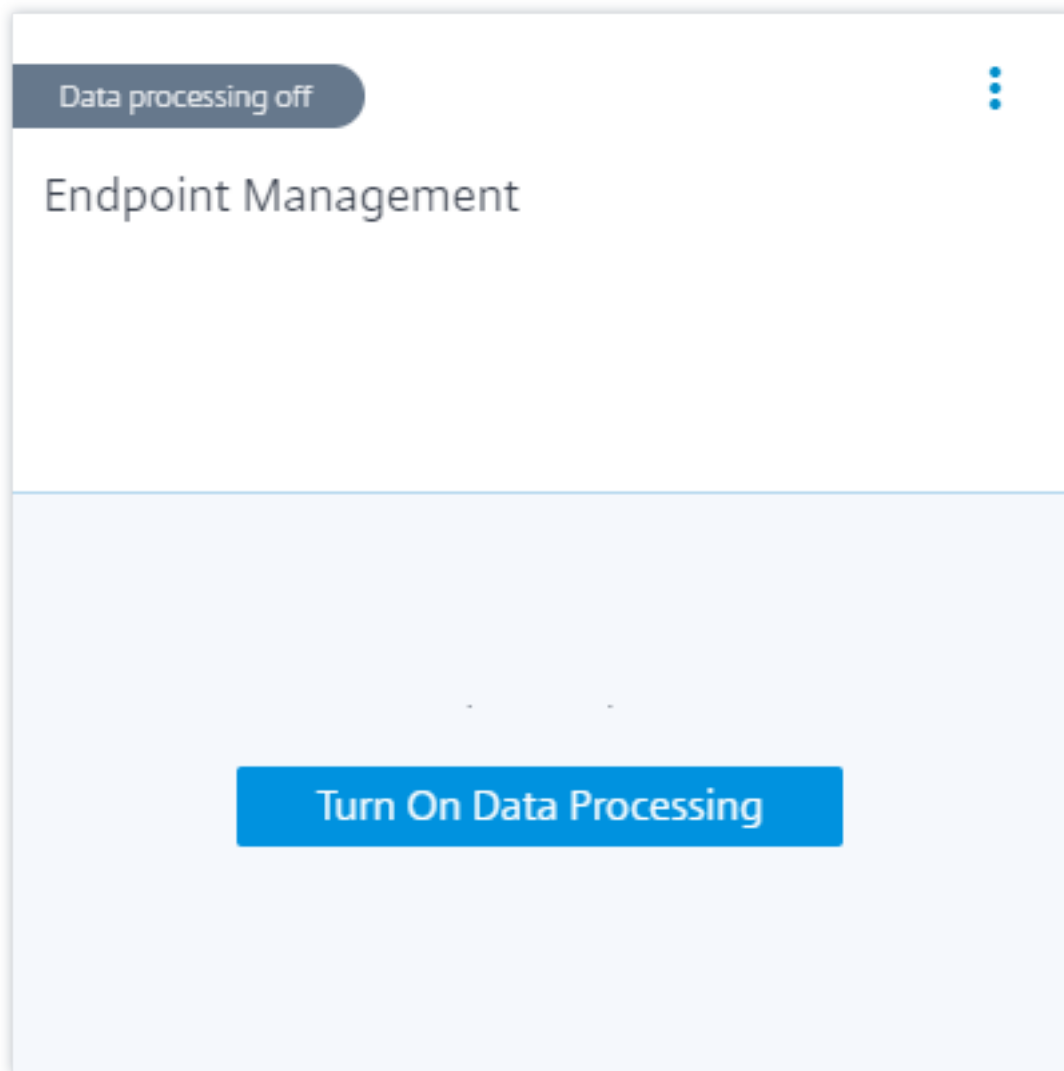 Data processing off
Endpoint Management
Turn On Data Processing